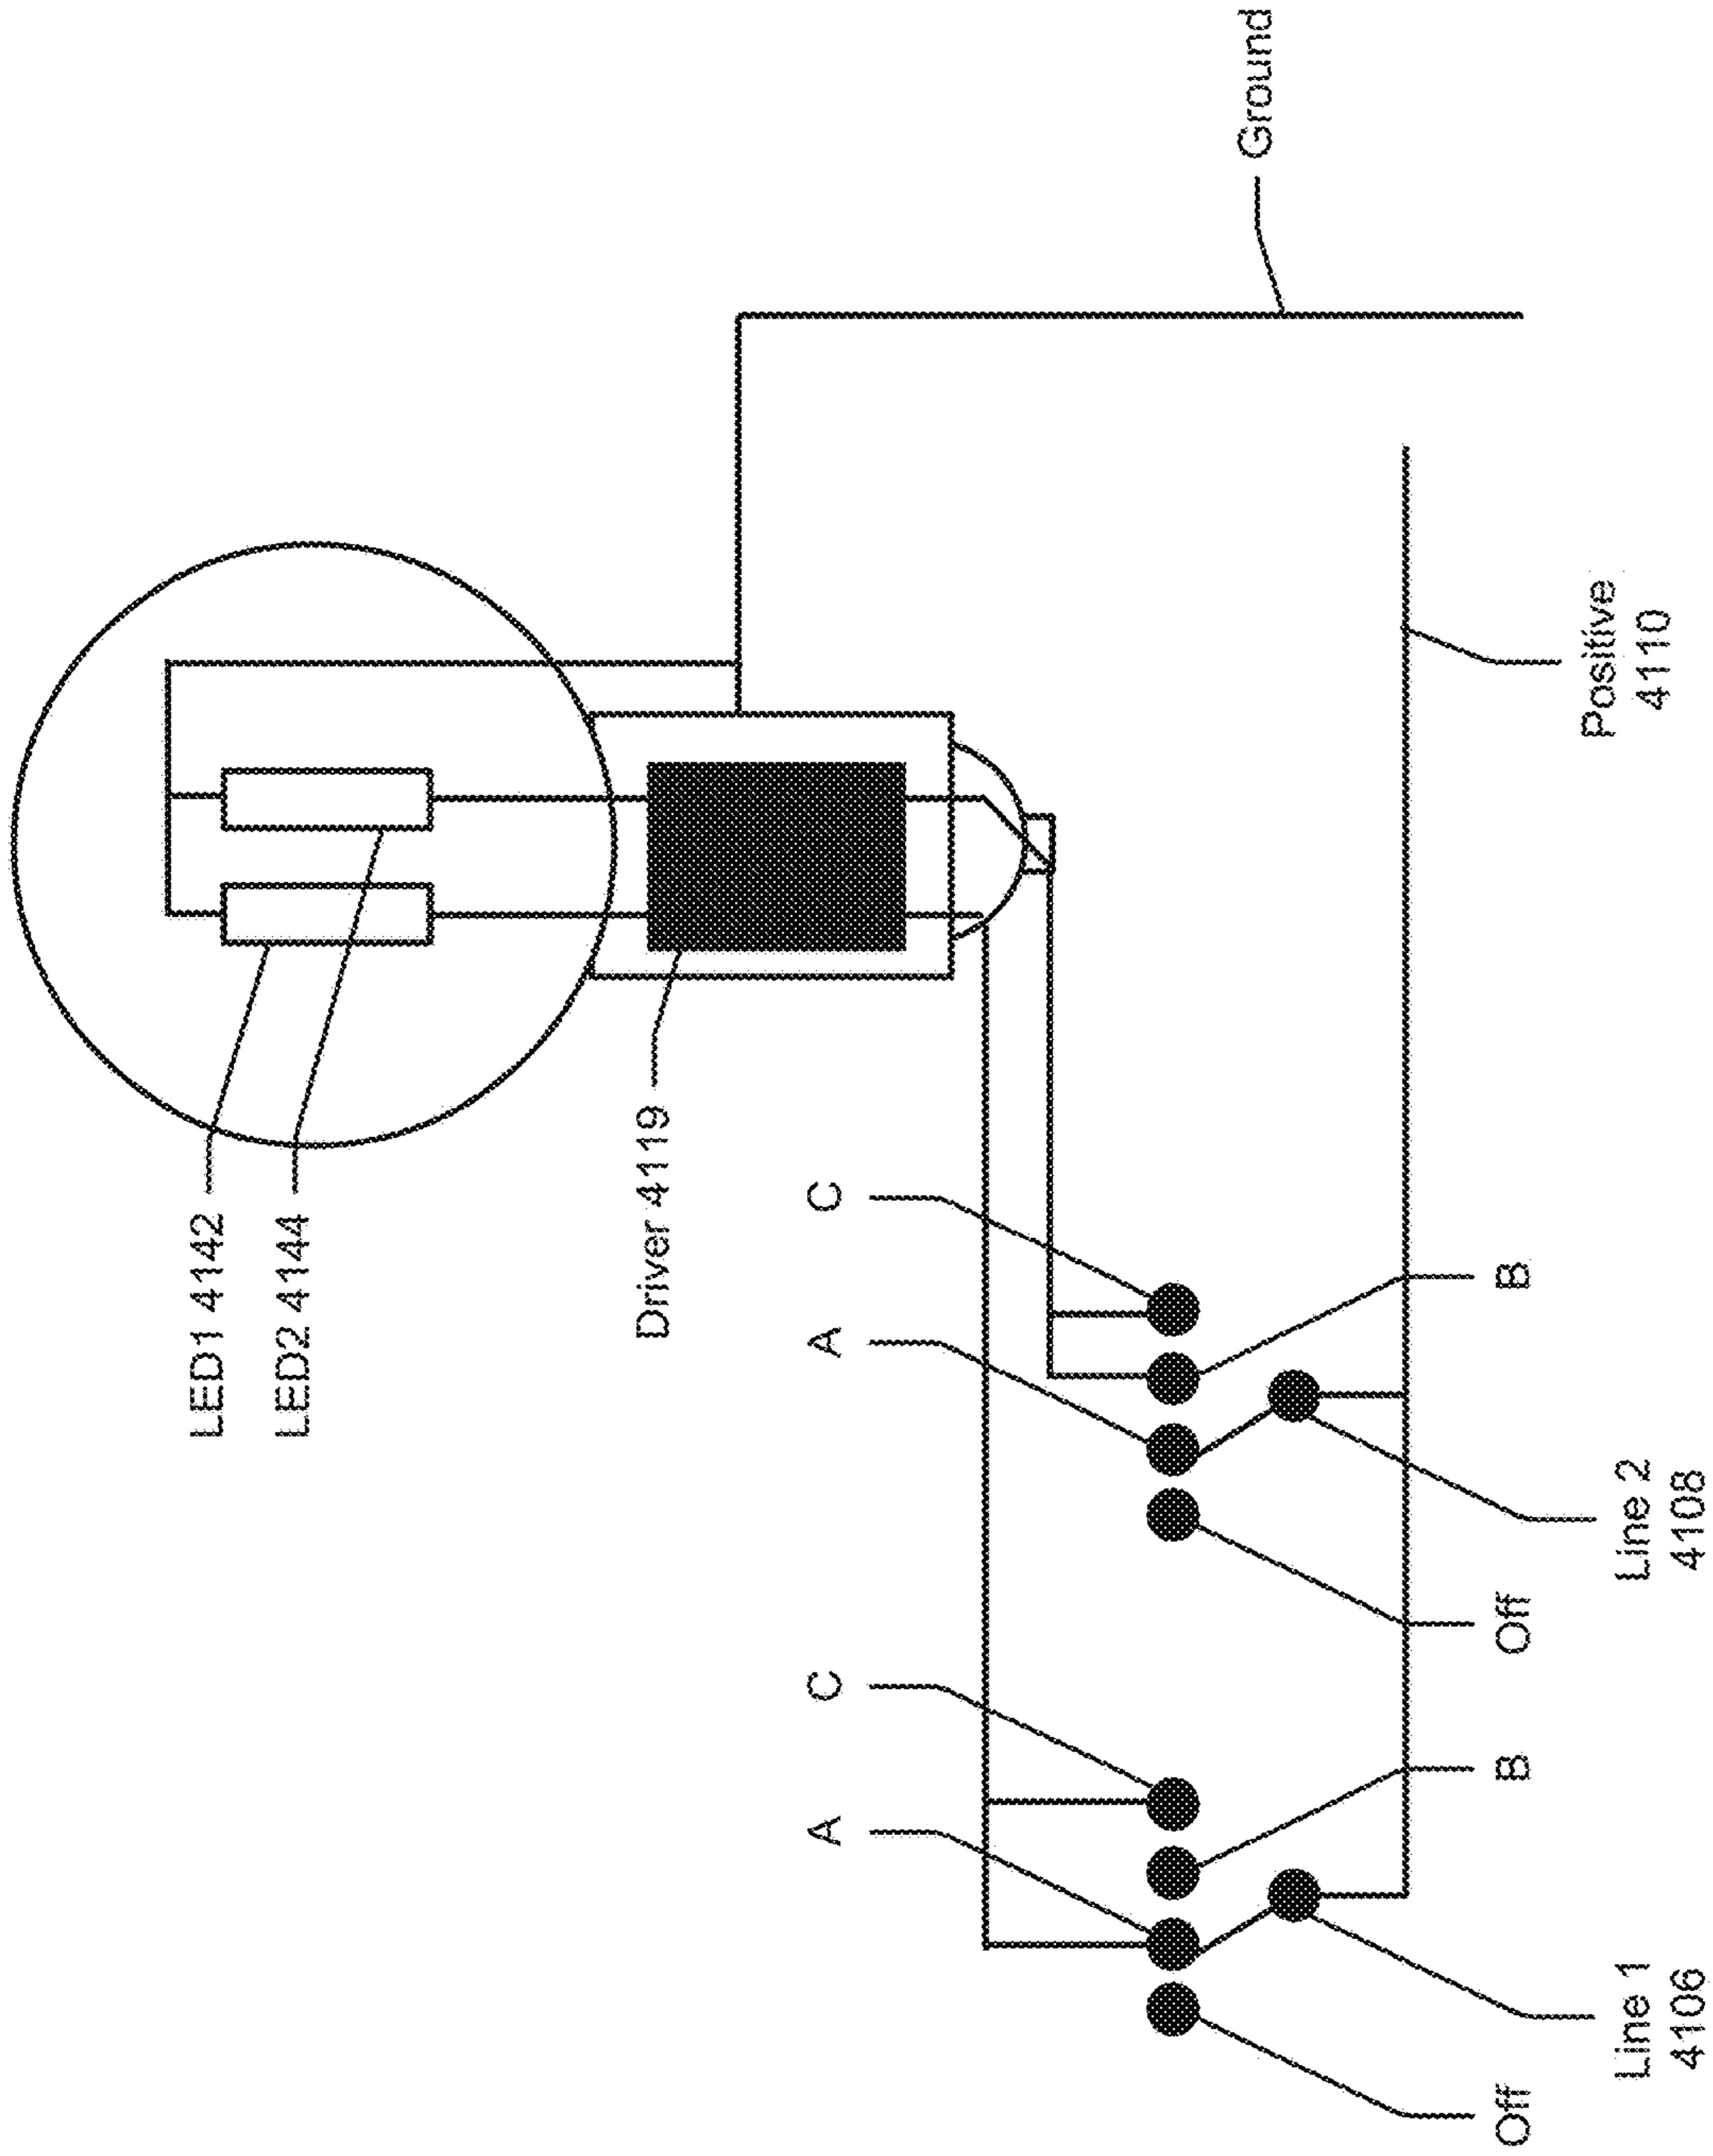 LED1 4142
LED2 4144
Driver 4119
Ground
C
A
C
A
B
Off
B
Off
Positive
4110
Line 2
4108
Line 1
4106